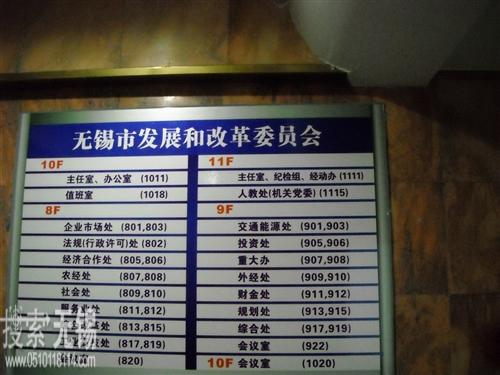 无锡市发展和改革委员会
10F
主任室、办公室 (1011)
值班室 (1018)
8F
企业市场处 (801,803)
法规(行政许可)处 (802)
经济合作处 (805,806)
农经处 (807,808)
社会处 (809,810)
服务业处 (811,812)
(813,815)
(817,819)
(820)
11F
主任室、纪检组、经动办 (1111)
人教处(机关党委) (1115)
9F
交通能源处 (901,903)
投资处 (905,906)
重大办 (907,908)
外经处 (909,910)
财金处 (911,912)
规划处 (913,915)
综合处 (917,919)
会议室 (922)
10F 会议室 (1020)
搜索无锡
www.0510118114.com